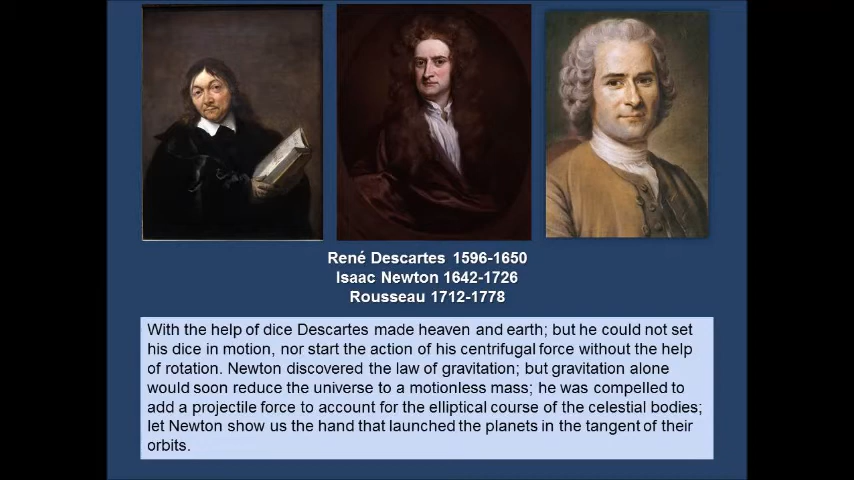 René Descartes 1596-1650
Isaac Newton 1642-1726
Rousseau 1712-1778
With the help of dice Descartes made heaven and earth; but he could not set
his dice in motion, nor start the action of his centrifugal force without the help
of rotation. Newton discovered the law of gravitation; but gravitation alone
would soon reduce the universe to a motionless mass; he was compelled to
add a projectile force to account for the elliptical course of the celestial bodies;
let Newton show us the hand that launched the planets in the tangent of their
orbits.